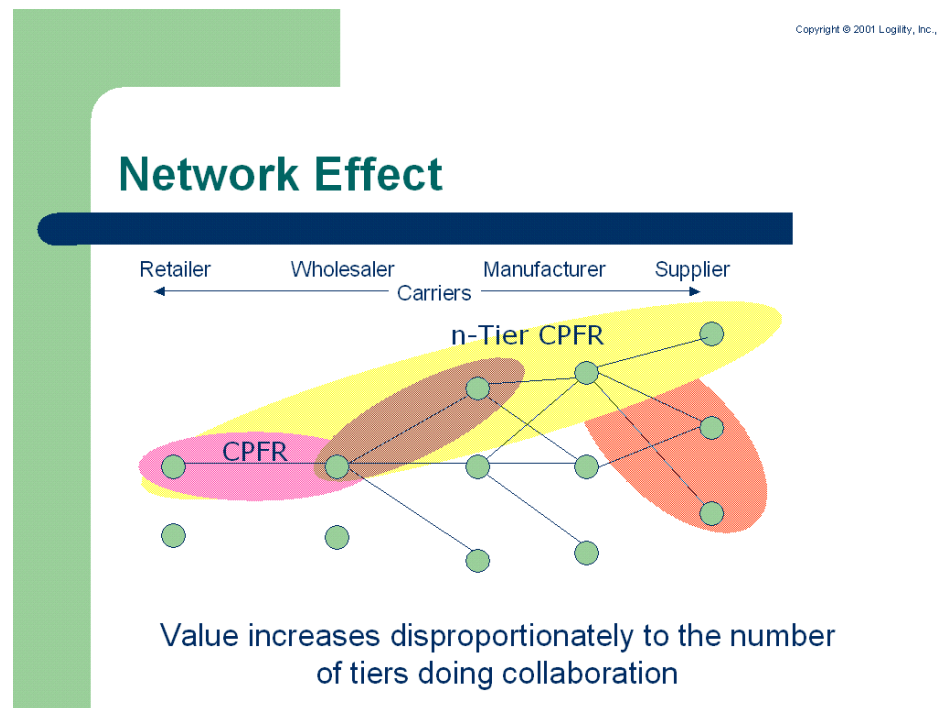 Copyright © 2001 Logility, Inc.,
Network Effect
Retailer Wholesaler Manufacturer Supplier
Carriers
n-Tier CPFR
CPFR
Value increases disproportionately to the number
of tiers doing collaboration